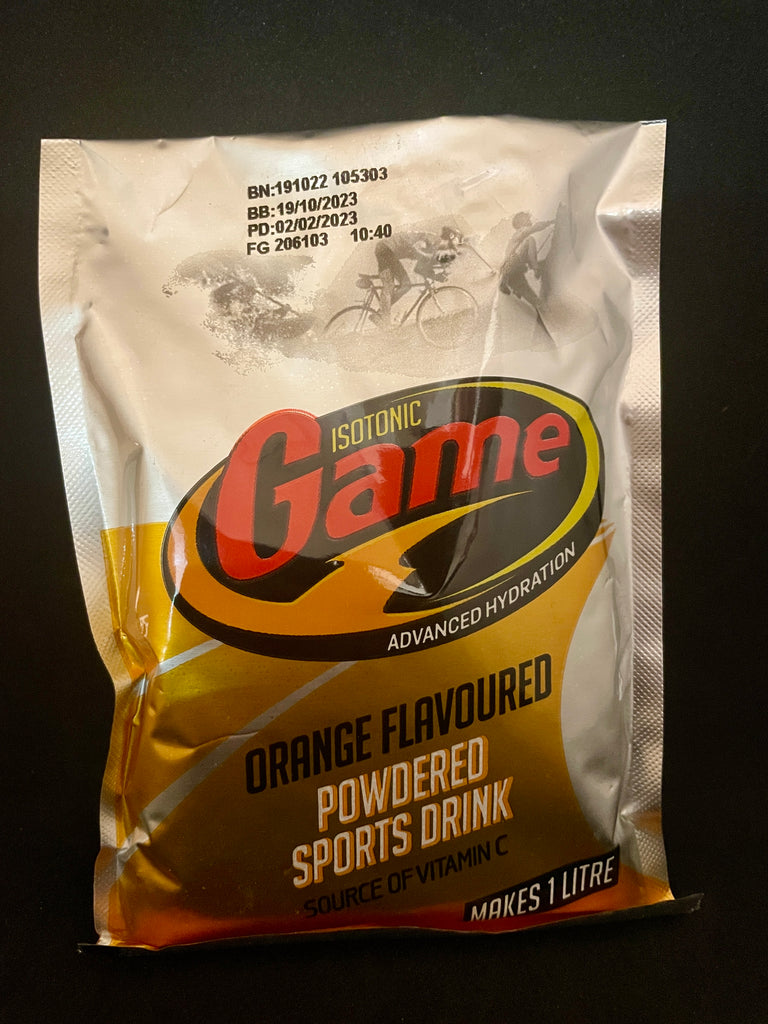 BN:191022 105303
BB:19/10/2023
PD:02/02/2023
FG 206103 10:40
ISOTONIC
Game
ADVANCED HYDRATION
ORANGE FLAVOURED
POWDERED
SPORTS DRINK
SOURCE OF VITAMIN C
MAKES 1 LITRE